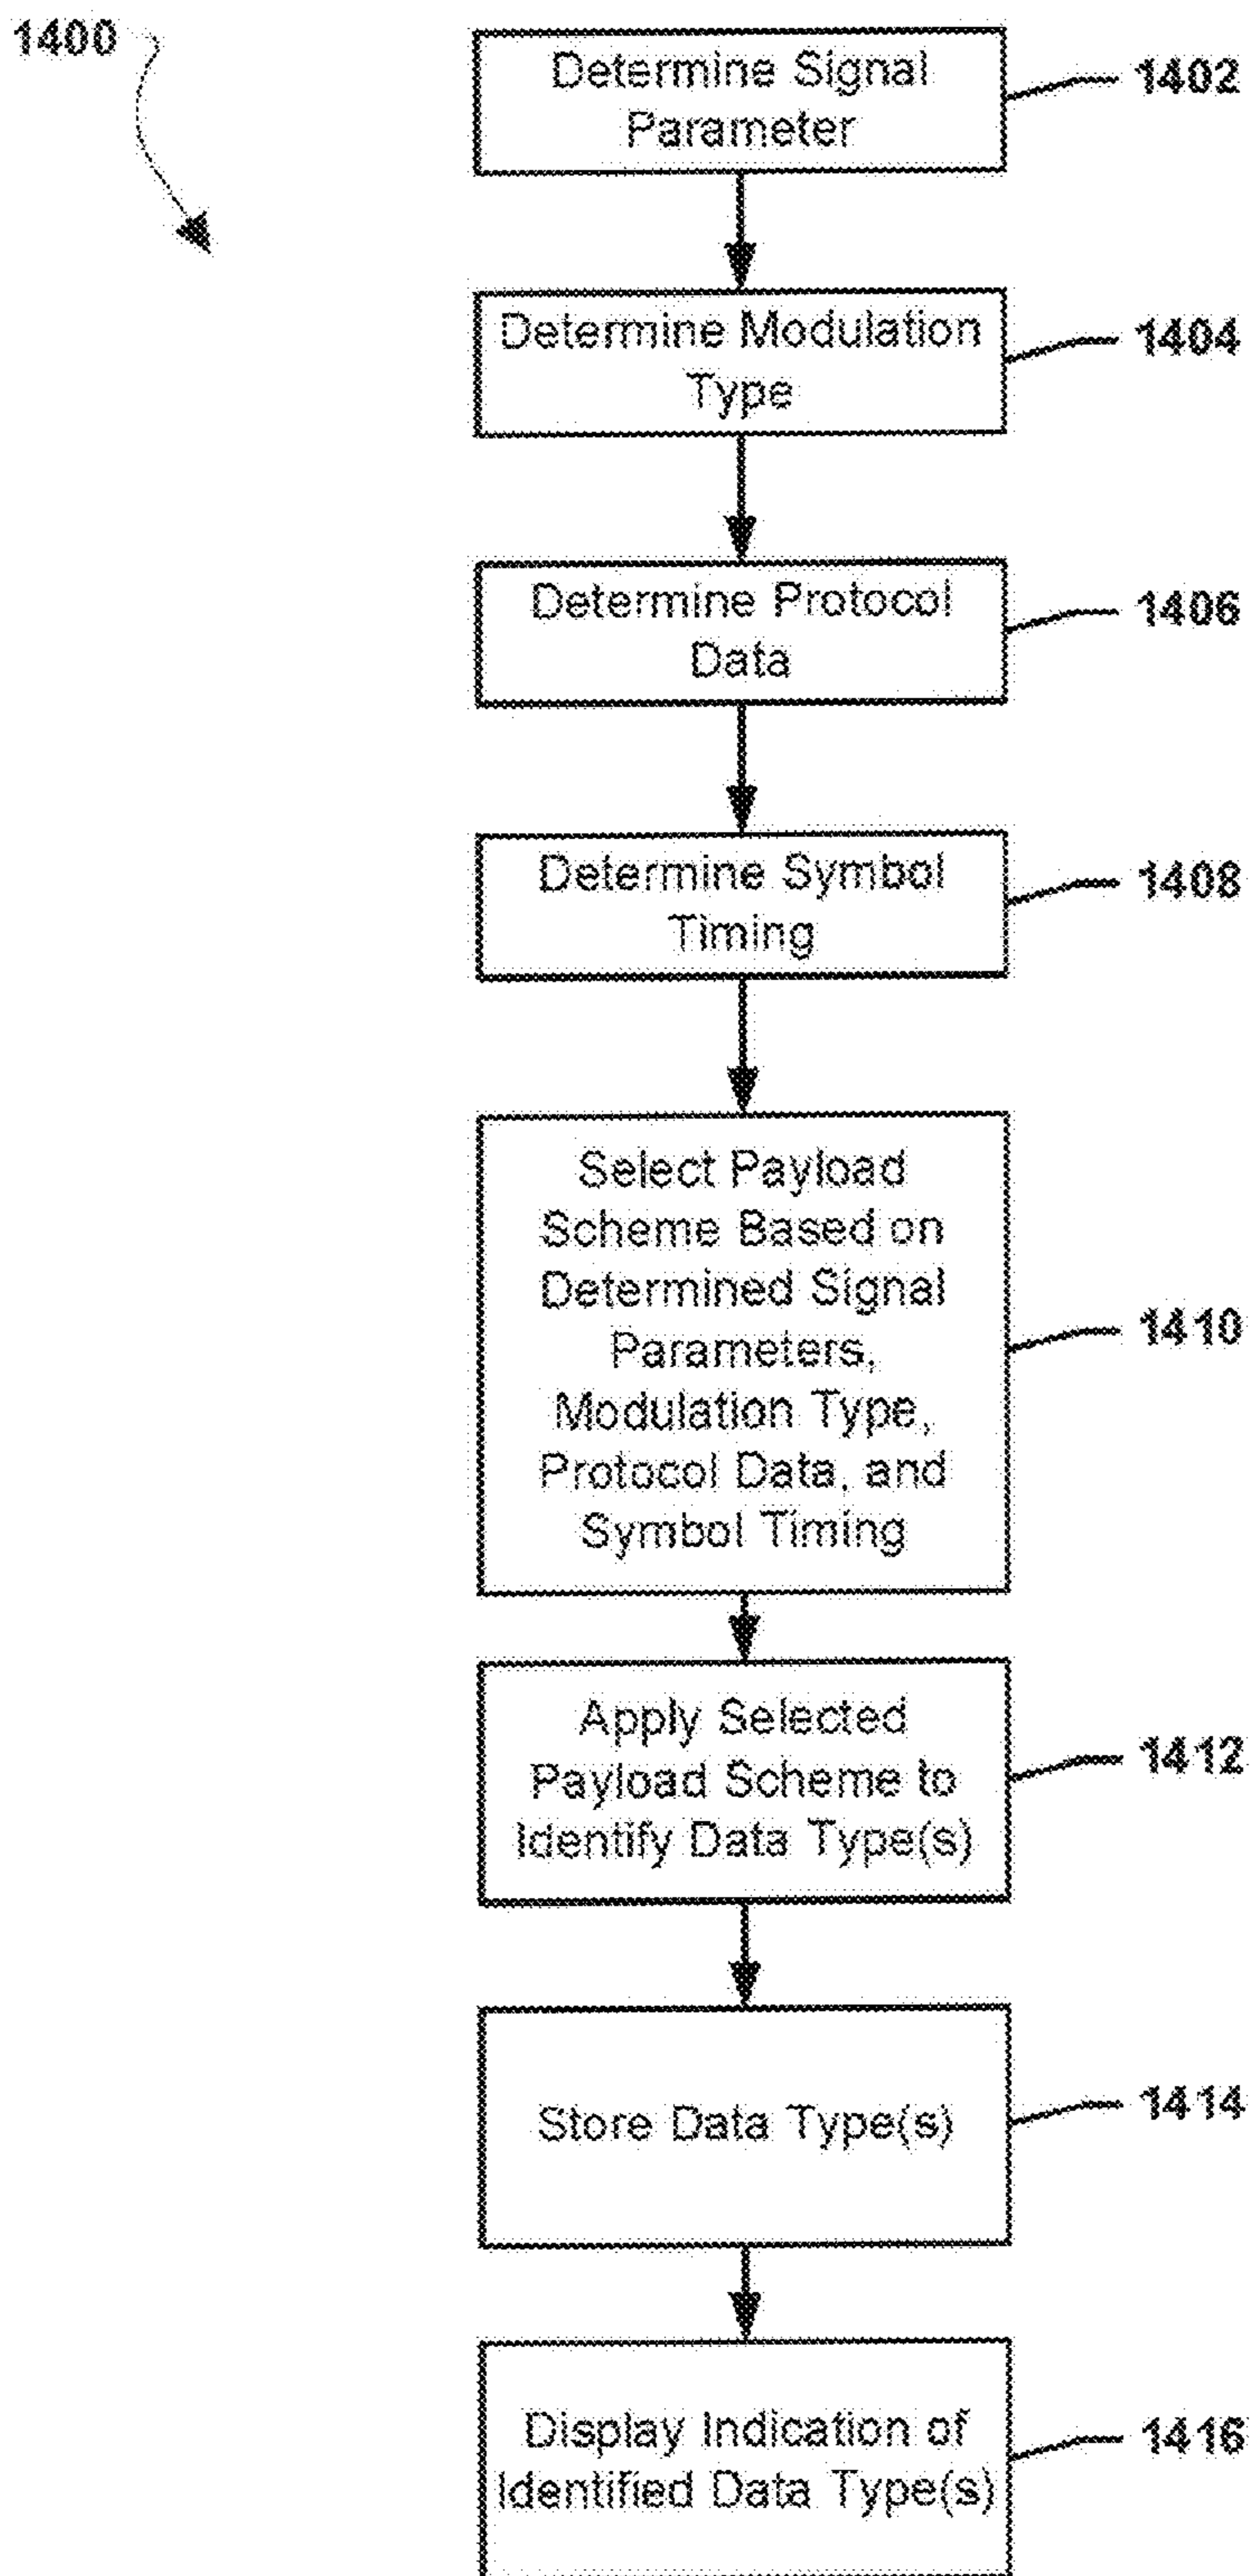 1400
Determine Signal
Parameter
1402
Determine Modulation
Type
1404
Determine Protocol
Data
1406
Determine Symbol
Timing
1408
Select Payload
Scheme Based on
Determined Signal
Parameters,
Modulation Type,
Protocol Data, and
Symbol Timing
1410
Apply Selected
Payload Scheme to
Identify Data Type(s)
1412
Store Data Type(s)
1414
Display Indication of
Identified Data Type(s)
1416